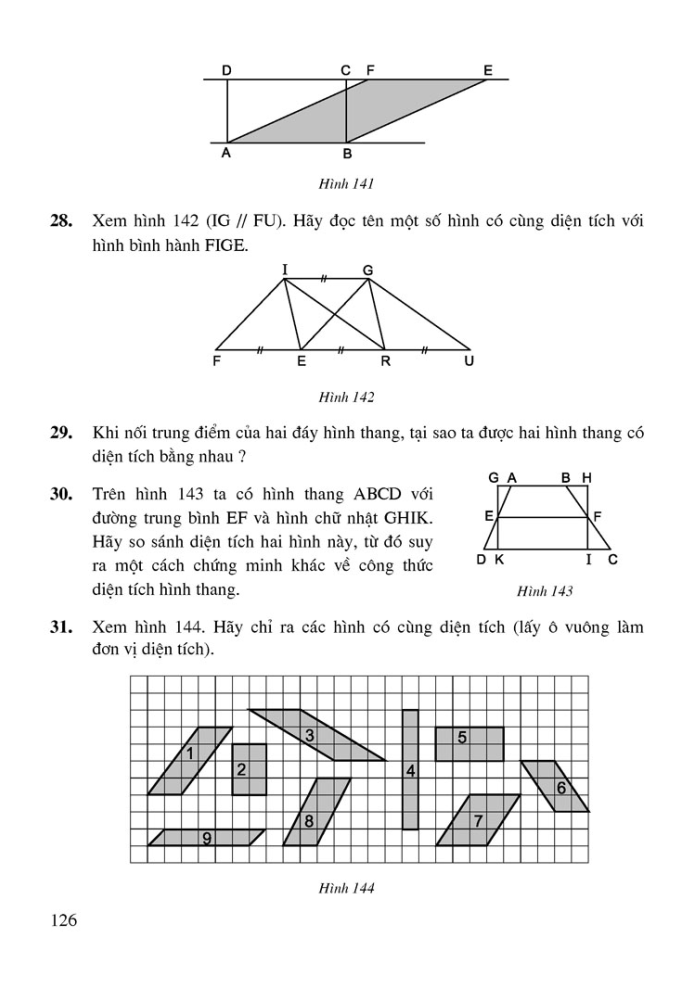 D C F E
A B
Hình 141
28. Xem hình 142 (IG // FU). Hãy đọc tên một số hình có cùng diện tích với
hình bình hành FIGE.
I G
F E R U
Hình 142
29. Khi nối trung điểm của hai đáy hình thang, tại sao ta được hai hình thang có
diện tích bằng nhau ?
30. Trên hình 143 ta có hình thang ABCD với
đường trung bình EF và hình chữ nhật GHIK.
Hãy so sánh diện tích hai hình này, từ đó suy
ra một cách chứng minh khác về công thức
diện tích hình thang.
G A B H
E F
D K I C
Hình 143
31. Xem hình 144. Hãy chỉ ra các hình có cùng diện tích (lấy ô vuông làm
đơn vị diện tích).
3 5
1
2 4
6
8 7
9
Hình 144
126